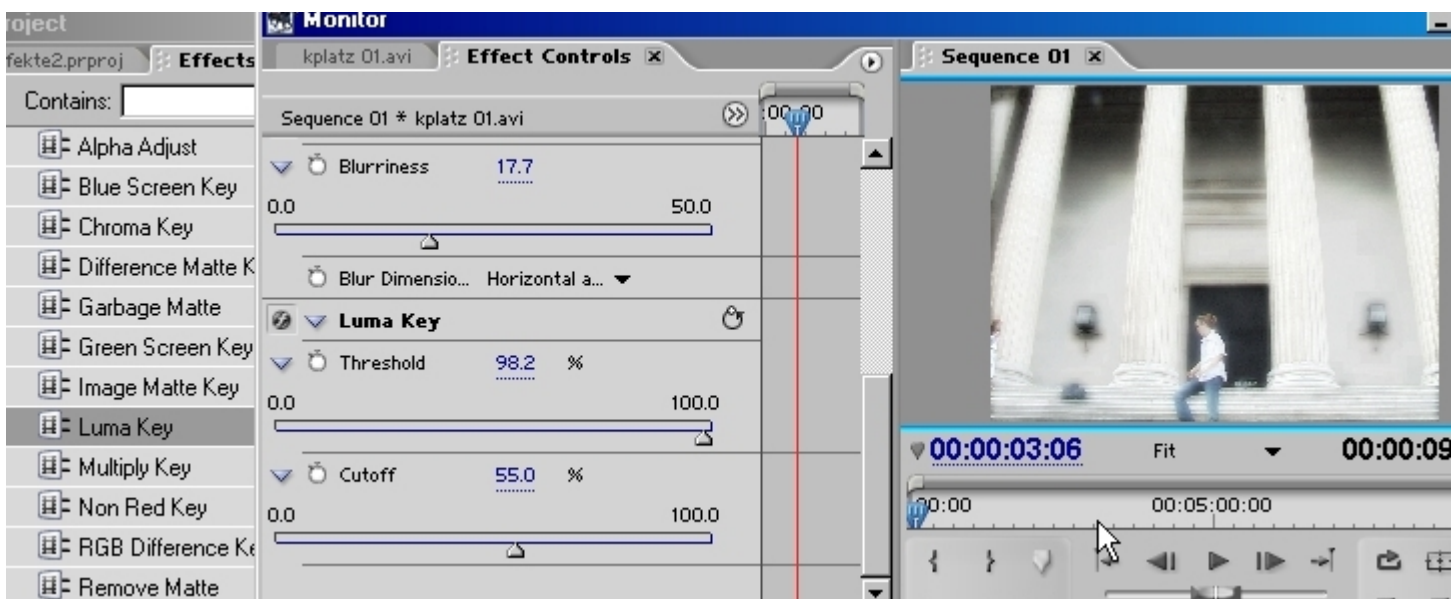 roject
fekte2.prproj
Effects
Contains:
Alpha Adjust
Blue Screen Key
Chroma Key
Difference Matte K
Garbage Matte
Green Screen Key
Image Matte Key
Luma Key
Multiply Key
Non Red Key
RGB Difference Ke
Remove Matte
Monitor
kplatz 01.avi
Effect Controls
Sequence 01 * kplatz 01.avi
:00:00
Blurriness 17.7
0.0 50.0
Blur Dimensio... Horizontal a...
Luma Key
Threshold 98.2 %
0.0 100.0
Cutoff 55.0 %
0.0 100.0
Sequence 01
00:00:03:06 Fit 00:00:09
00:00 00:05:00:00